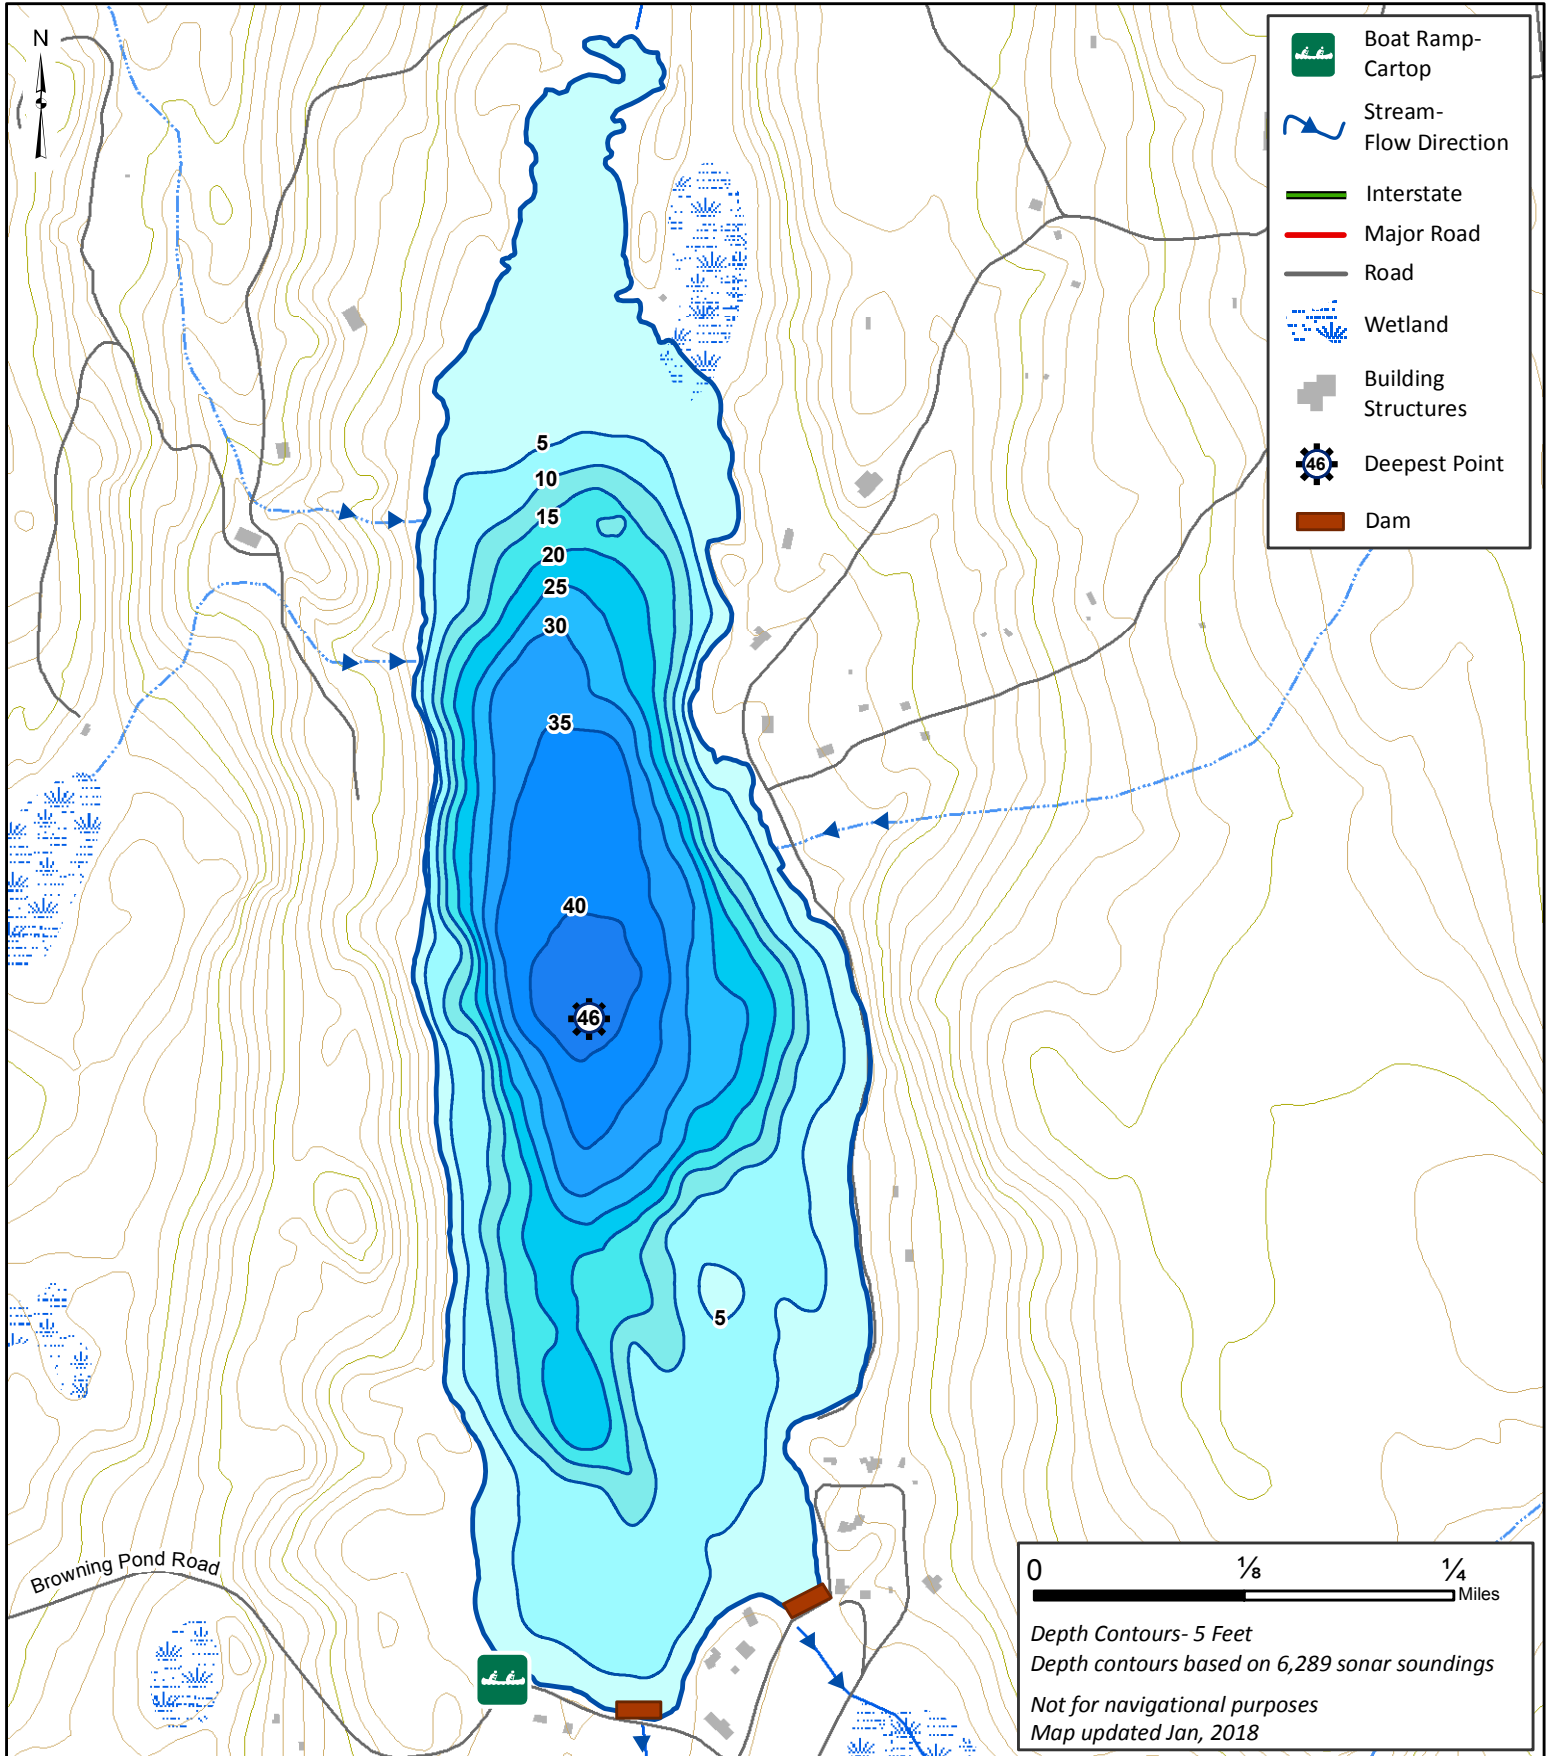 N
Boat Ramp-
Cartop
Stream-
Flow Direction
Interstate
Major Road
Road
Wetland
Building
Structures
46 Deepest Point
Dam
5
10
15
20
25
30
35
40
46
5
Browning Pond Road
0 ⅛ ¼
Miles
Depth Contours- 5 Feet
Depth contours based on 6,289 sonar soundings
Not for navigational purposes
Map updated Jan, 2018